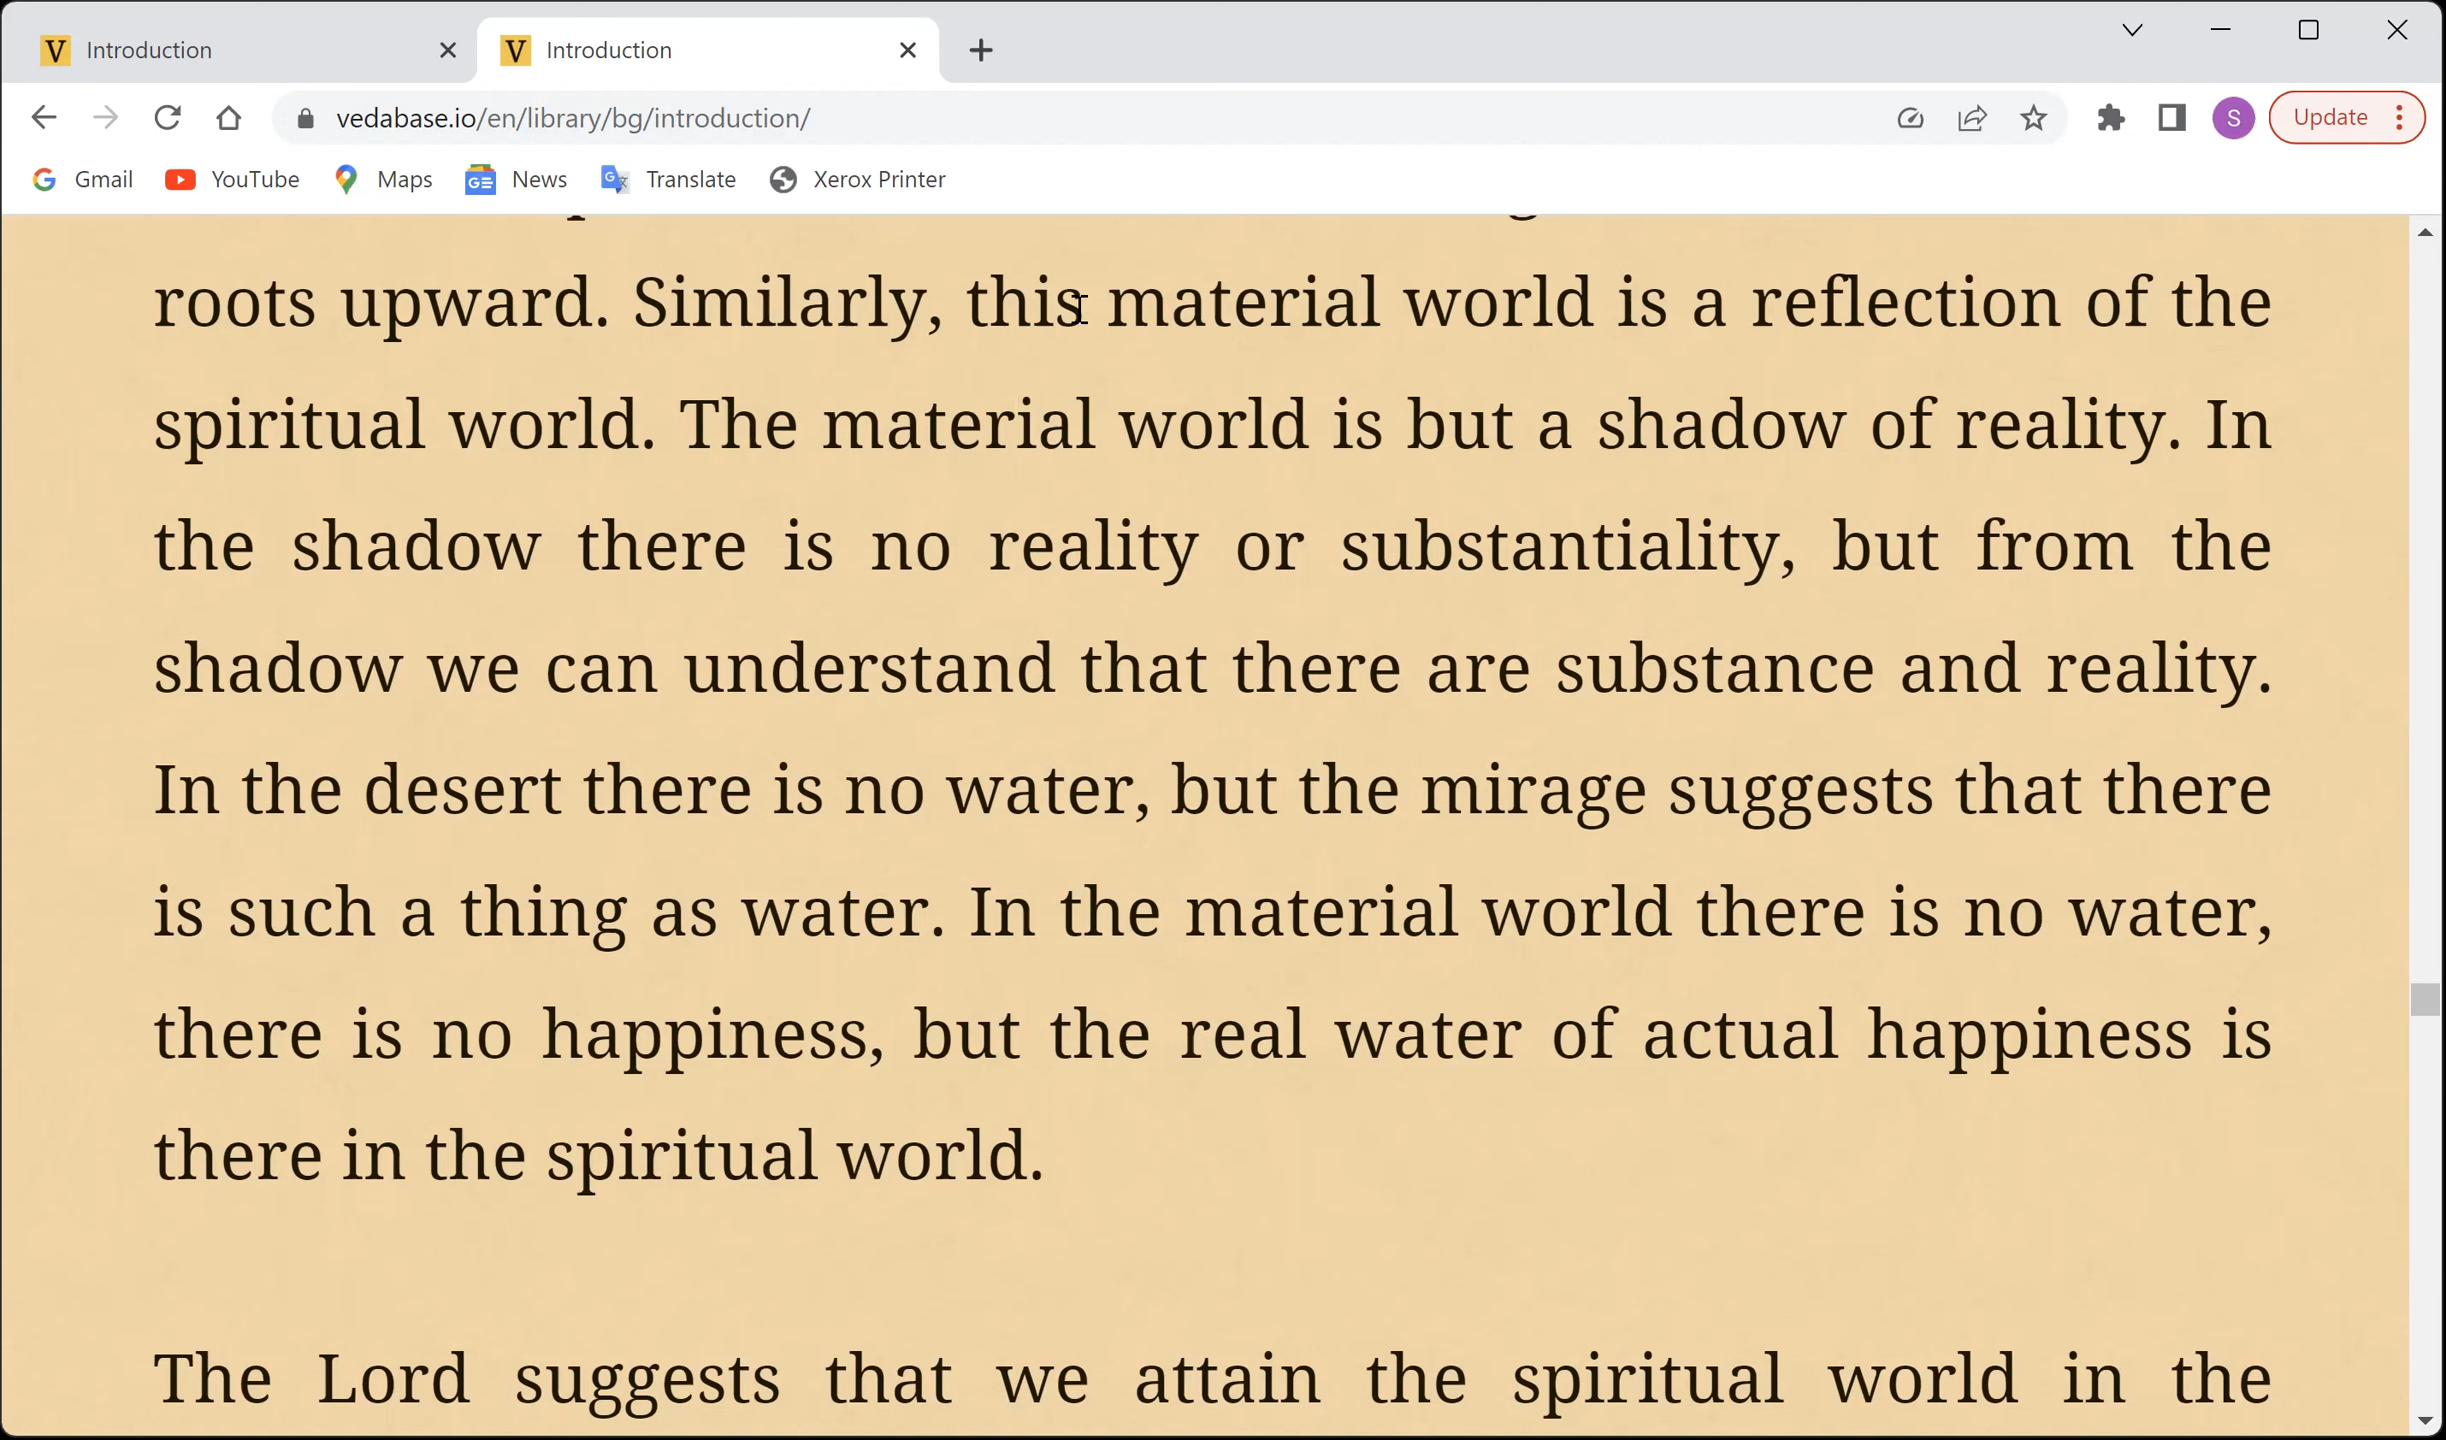 Introduction
Introduction
vedabase.io/en/library/bg/introduction/
S
Update
Gmail
YouTube
Maps
News
Translate
Xerox Printer
roots upward. Similarly, this material world is a reflection of the
spiritual world. The material world is but a shadow of reality. In
the shadow there is no reality or substantiality, but from the
shadow we can understand that there are substance and reality.
In the desert there is no water, but the mirage suggests that there
is such a thing as water. In the material world there is no water,
there is no happiness, but the real water of actual happiness is
there in the spiritual world.
The Lord suggests that we attain the spiritual world in the